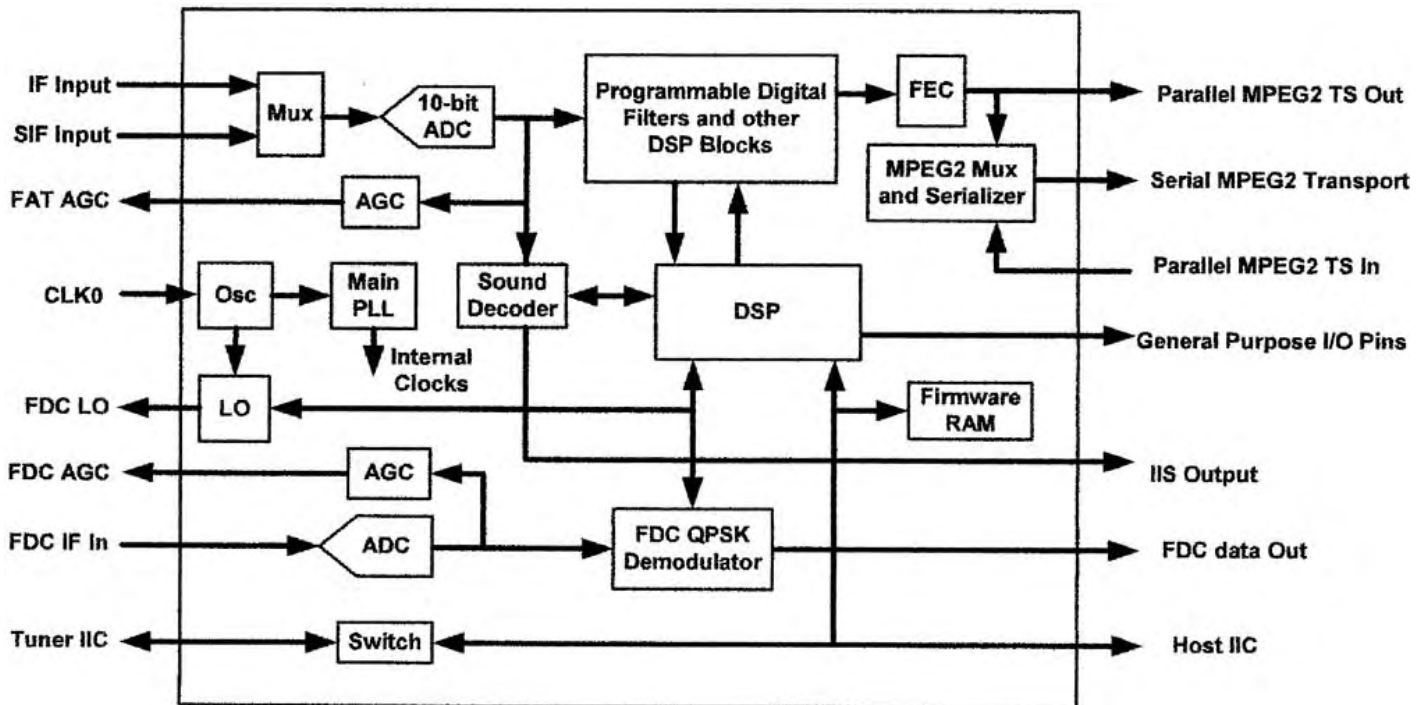 IF Input
SIF Input
FAT AGC
CLK0
FDC LO
FDC AGC
FDC IF In
Tuner IIC
Mux
10-bit
ADC
AGC
Osc
Main
PLL
Internal
Clocks
LO
AGC
ADC
Switch
Sound
Decoder
Programmable Digital
Filters and other
DSP Blocks
DSP
FDC QPSK
Demodulator
FEC
MPEG2 Mux
and Serializer
Firmware
RAM
Parallel MPEG2 TS Out
Serial MPEG2 Transport
Parallel MPEG2 TS In
General Purpose I/O Pins
IIS Output
FDC data Out
Host IIC